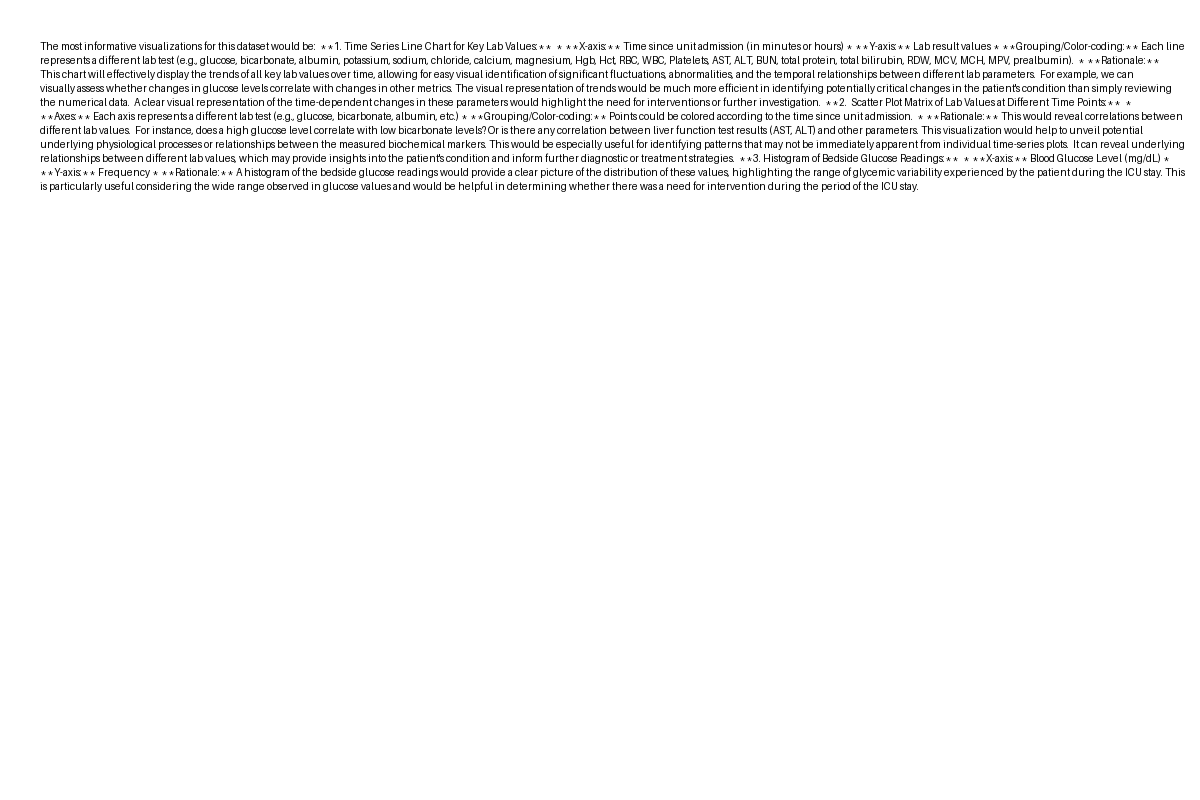 The most informative visualizations for this dataset would be:  **1. Time Series Line Chart for Key Lab Values:**  * **X-axis:** Time since unit admission (in minutes or hours) * **Y-axis:** Lab result values * **Grouping/Color-coding:** Each line
represents a different lab test (e.g., glucose, bicarbonate, albumin, potassium, sodium, chloride, calcium, magnesium, Hgb, Hct, RBC, WBC, Platelets, AST, ALT, BUN, total protein, total bilirubin, RDW, MCV, MCH, MPV, prealbumin).  * **Rationale:**
This chart will effectively display the trends of all key lab values over time, allowing for easy visual identification of significant fluctuations, abnormalities, and the temporal relationships between different lab parameters.  For example, we can
visually assess whether changes in glucose levels correlate with changes in other metrics. The visual representation of trends would be much more efficient in identifying potentially critical changes in the patient's condition than simply reviewing
the numerical data.  A clear visual representation of the time-dependent changes in these parameters would highlight the need for interventions or further investigation.  **2.  Scatter Plot Matrix of Lab Values at Different Time Points:**  *
**Axes:** Each axis represents a different lab test (e.g., glucose, bicarbonate, albumin, etc.) * **Grouping/Color-coding:** Points could be colored according to the time since unit admission.  * **Rationale:** This would reveal correlations between
different lab values.  For instance, does a high glucose level correlate with low bicarbonate levels? Or is there any correlation between liver function test results (AST, ALT) and other parameters. This visualization would help to unveil potential
underlying physiological processes or relationships between the measured biochemical markers. This would be especially useful for identifying patterns that may not be immediately apparent from individual time-series plots.  It can reveal underlying
relationships between different lab values, which may provide insights into the patient's condition and inform further diagnostic or treatment strategies.  **3. Histogram of Bedside Glucose Readings:**  * **X-axis:** Blood Glucose Level (mg/dL) *
**Y-axis:** Frequency * **Rationale:** A histogram of the bedside glucose readings would provide a clear picture of the distribution of these values, highlighting the range of glycemic variability experienced by the patient during the ICU stay. This
is particularly useful considering the wide range observed in glucose values and would be helpful in determining whether there was a need for intervention during the period of the ICU stay.